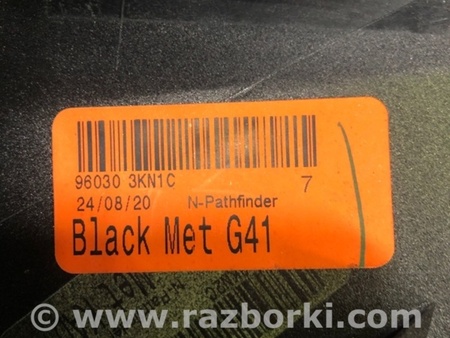 96030 3KN1C 7
24/08/20 N-Pathfinder
Black Met G41
© www.razborki.com